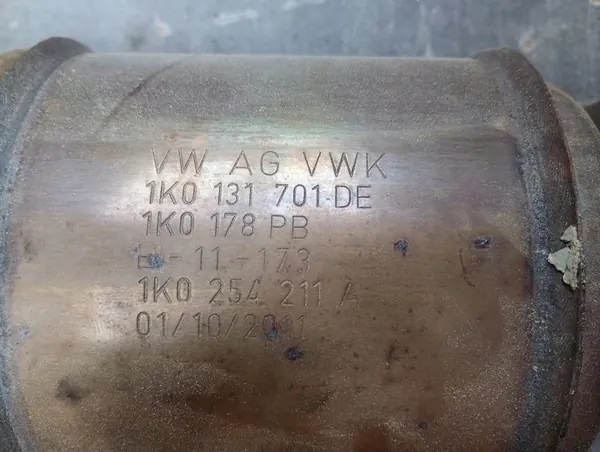 VW AG VWK
1K0 131 701 DE
1K0 178 PB
11-173
1K0 254 211 A
01/10/2011